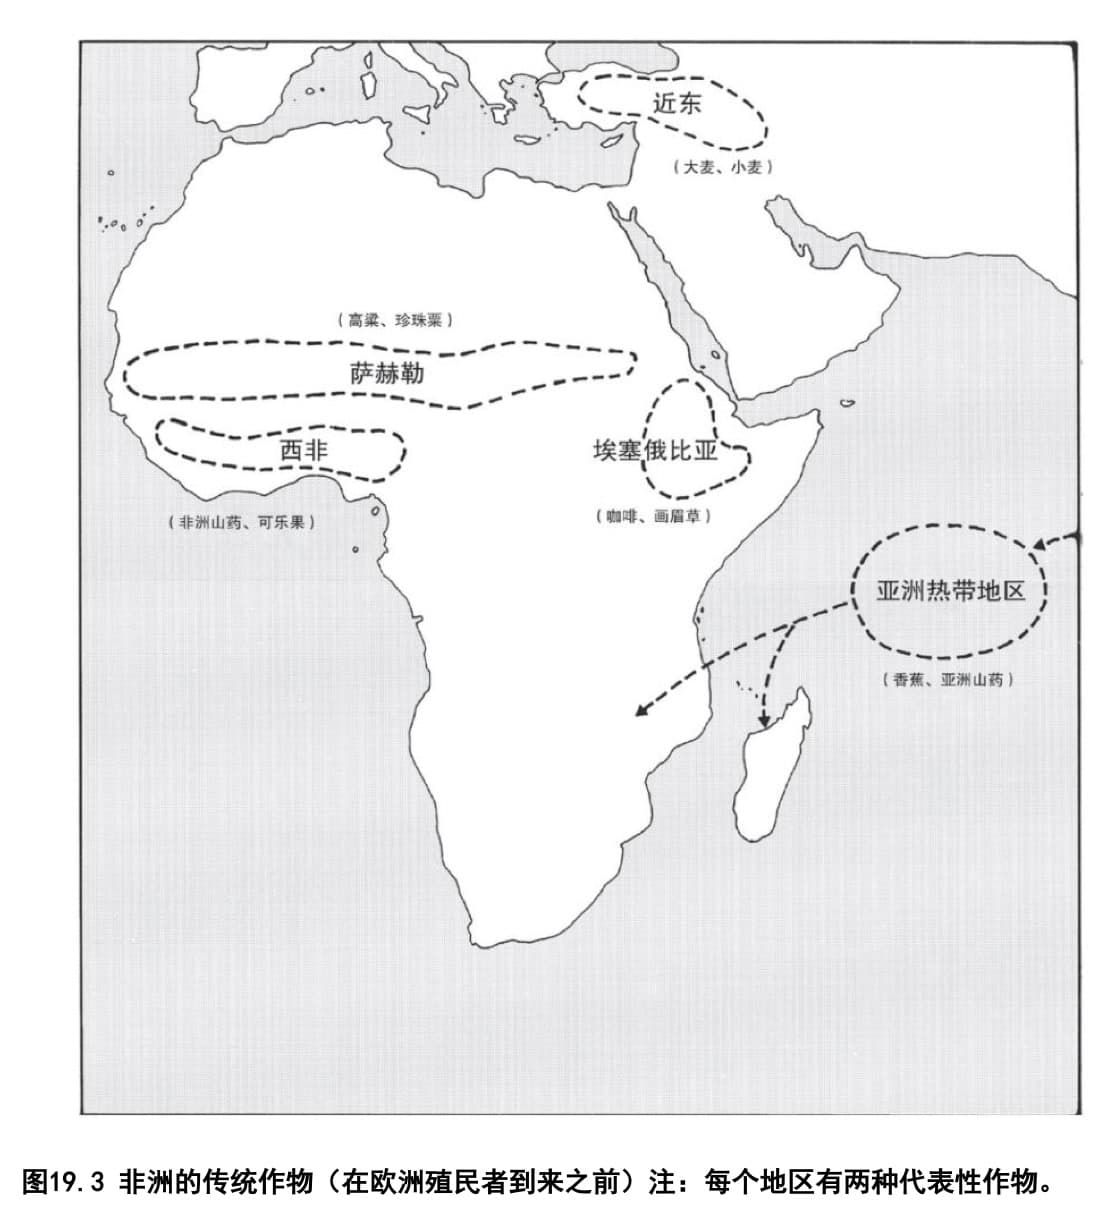 近东
（大麦、小麦）
（高粱、珍珠粟）
萨赫勒
西非
（非洲山药、可乐果）
埃塞俄比亚
（咖啡、画眉草）
亚洲热带地区
（香蕉、亚洲山药）
图19.3 非洲的传统作物（在欧洲殖民者到来之前）注：每个地区有两种代表性作物。